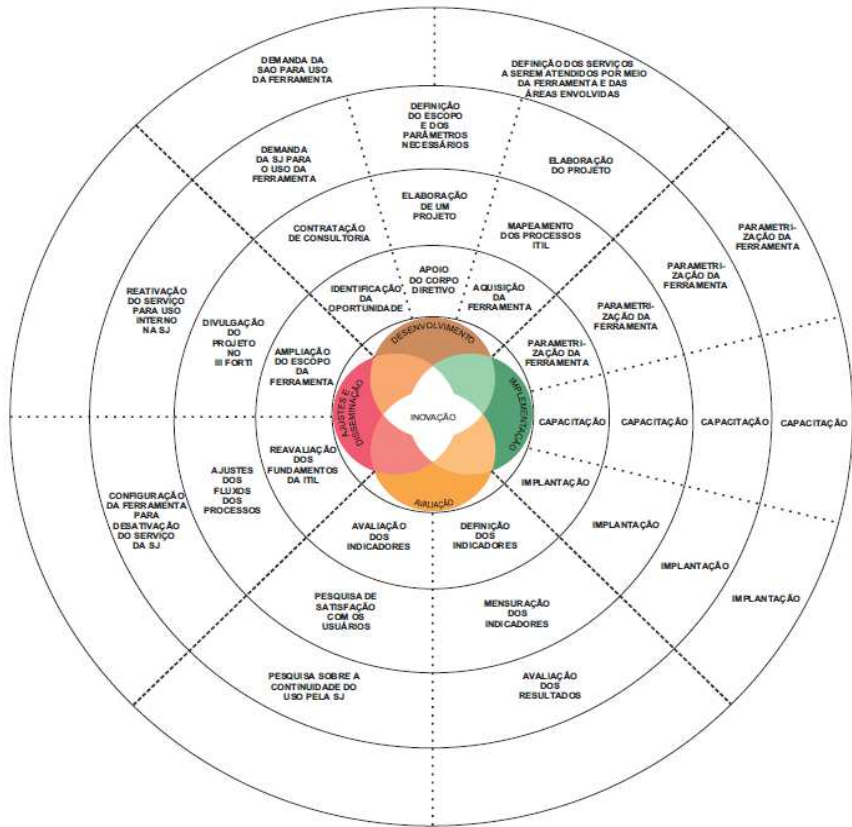 DEMANDA DA
SAO PARA USO
DA FERRAMENTA
DEFINIÇÃO DOS SERVIÇOS
A SEREM ATENDIDOS POR MEIO
DA FERRAMENTA E DAS
ÁREAS ENVOLVIDAS
DEMANDA
DA SJ PARA
O USO DA
FERRAMENTA
DEFINIÇÃO
DO ESCOPO
E DOS
PARÂMETROS
NECESSÁRIOS
ELABORAÇÃO
DO PROJETO
CONTRATAÇÃO
DE CONSULTORIA
ELABORAÇÃO
DE UM
PROJETO
MAPEAMENTO
DOS PROCESSOS
ITIL
IDENTIFICAÇÃO
DA
OPORTUNIDADE
APOIO
DO CORPO
DIRETIVO
AQUISIÇÃO
DA
FERRAMENTA
PARAMETRI-
ZAÇÃO DA
FERRAMENTA
PARAMETRI-
ZAÇÃO DA
FERRAMENTA
PARAMETRI-
ZAÇÃO DA
FERRAMENTA
PARAMETRI-
ZAÇÃO DA
FERRAMENTA
REATIVAÇÃO
DO SERVIÇO
PARA USO
INTERNO
NA SJ
DIVULGAÇÃO
DO
PROJETO
NO
III FORTI
AMPLIAÇÃO
DO ESCOPO
DA
FERRAMENTA
DESENVOLVIMENTO
AJUSTES E
DISSEMINAÇÃO
INOVAÇÃO
IMPLEMENTAÇÃO
AVALIAÇÃO
CAPACITAÇÃO
CAPACITAÇÃO
CAPACITAÇÃO
CAPACITAÇÃO
REAVALIAÇÃO
DOS
FUNDAMENTOS
DA ITIL
AJUSTES
DOS
FLUXOS
DOS
PROCESSOS
CONFIGURAÇÃO
DA FERRAMENTA
PARA
DESATIVAÇÃO
DO SERVIÇO
DA SJ
IMPLANTAÇÃO
IMPLANTAÇÃO
IMPLANTAÇÃO
IMPLANTAÇÃO
AVALIAÇÃO
DOS
INDICADORES
DEFINIÇÃO
DOS
INDICADORES
PESQUISA DE
SATISFAÇÃO
COM OS
USUÁRIOS
MENSURAÇÃO
DOS
INDICADORES
PESQUISA SOBRE A
CONTINUIDADE DO
USO PELA SJ
AVALIAÇÃO
DOS
RESULTADOS